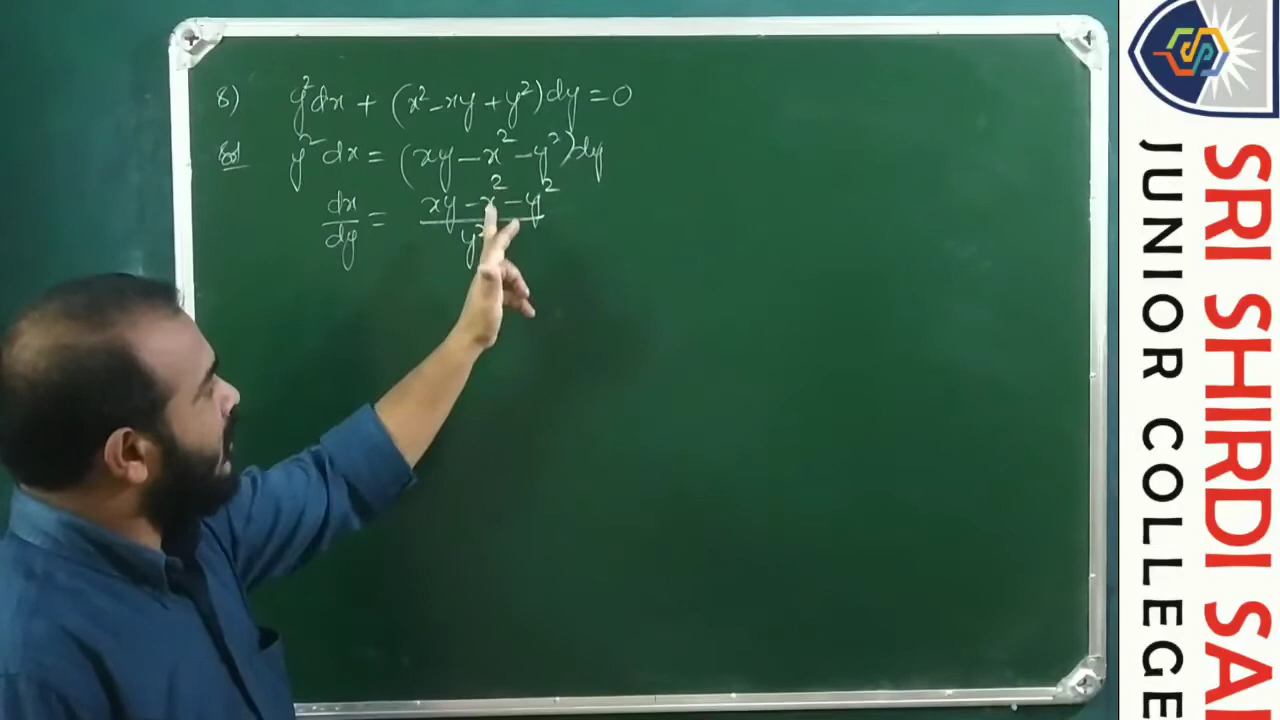 8) y²dx + (x²-xy+y²)dy = 0
Sol y²dx = (xy-x²-y²)dy
dx/dy = xy-x²-y² / y²
SRI SHIRDI SAI
JUNIOR COLLEGE